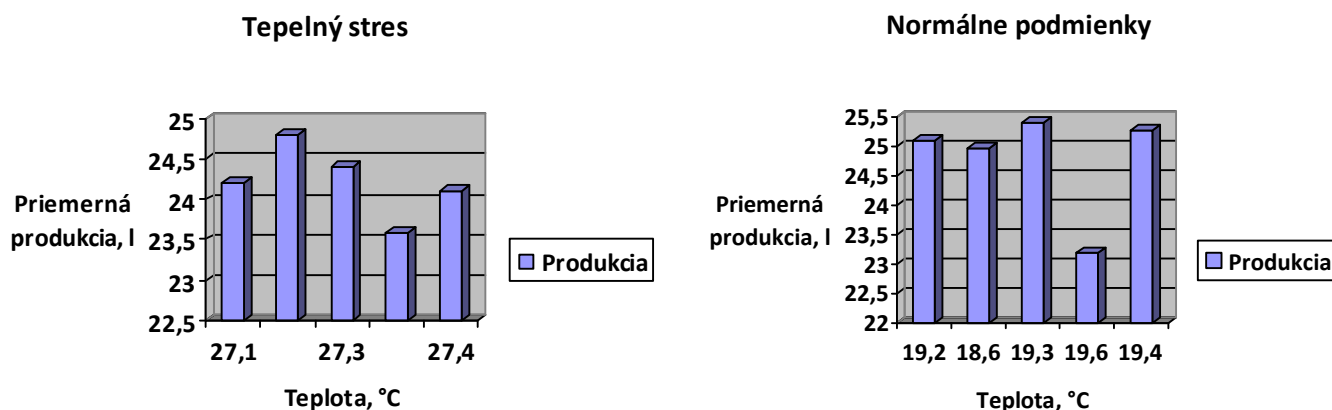 Tepelný stres
25
24,5
24
23,5
23
22,5
Priemerná
produkcia, l
27,1 27,3 27,4
Teplota, °C
Produkcia
Normálne podmienky
25,5
25
24,5
24
23,5
23
22,5
22
Priemerná
produkcia, l
19,2 18,6 19,3 19,6 19,4
Teplota, °C
Produkcia